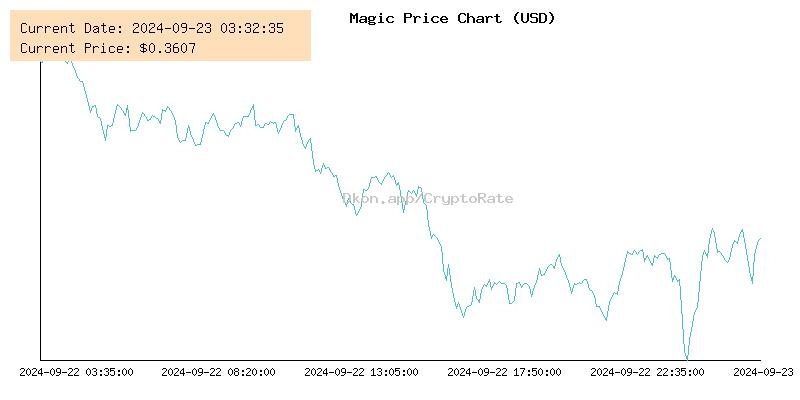 Magic Price Chart (USD)
Current Date: 2024-09-23 03:32:35
Current Price: $0.3607
Dkon.app/CryptoRate
2024-09-22 03:35:00 2024-09-22 08:20:00 2024-09-22 13:05:00 2024-09-22 17:50:00 2024-09-22 22:35:00 2024-09-23